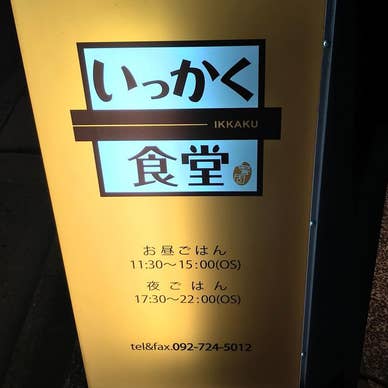 いっかく
IKKAKU
食堂
お昼ごはん
11:30〜15:00(OS)
夜ごはん
17:30〜22:00(OS)
tel&fax.092-724-5012